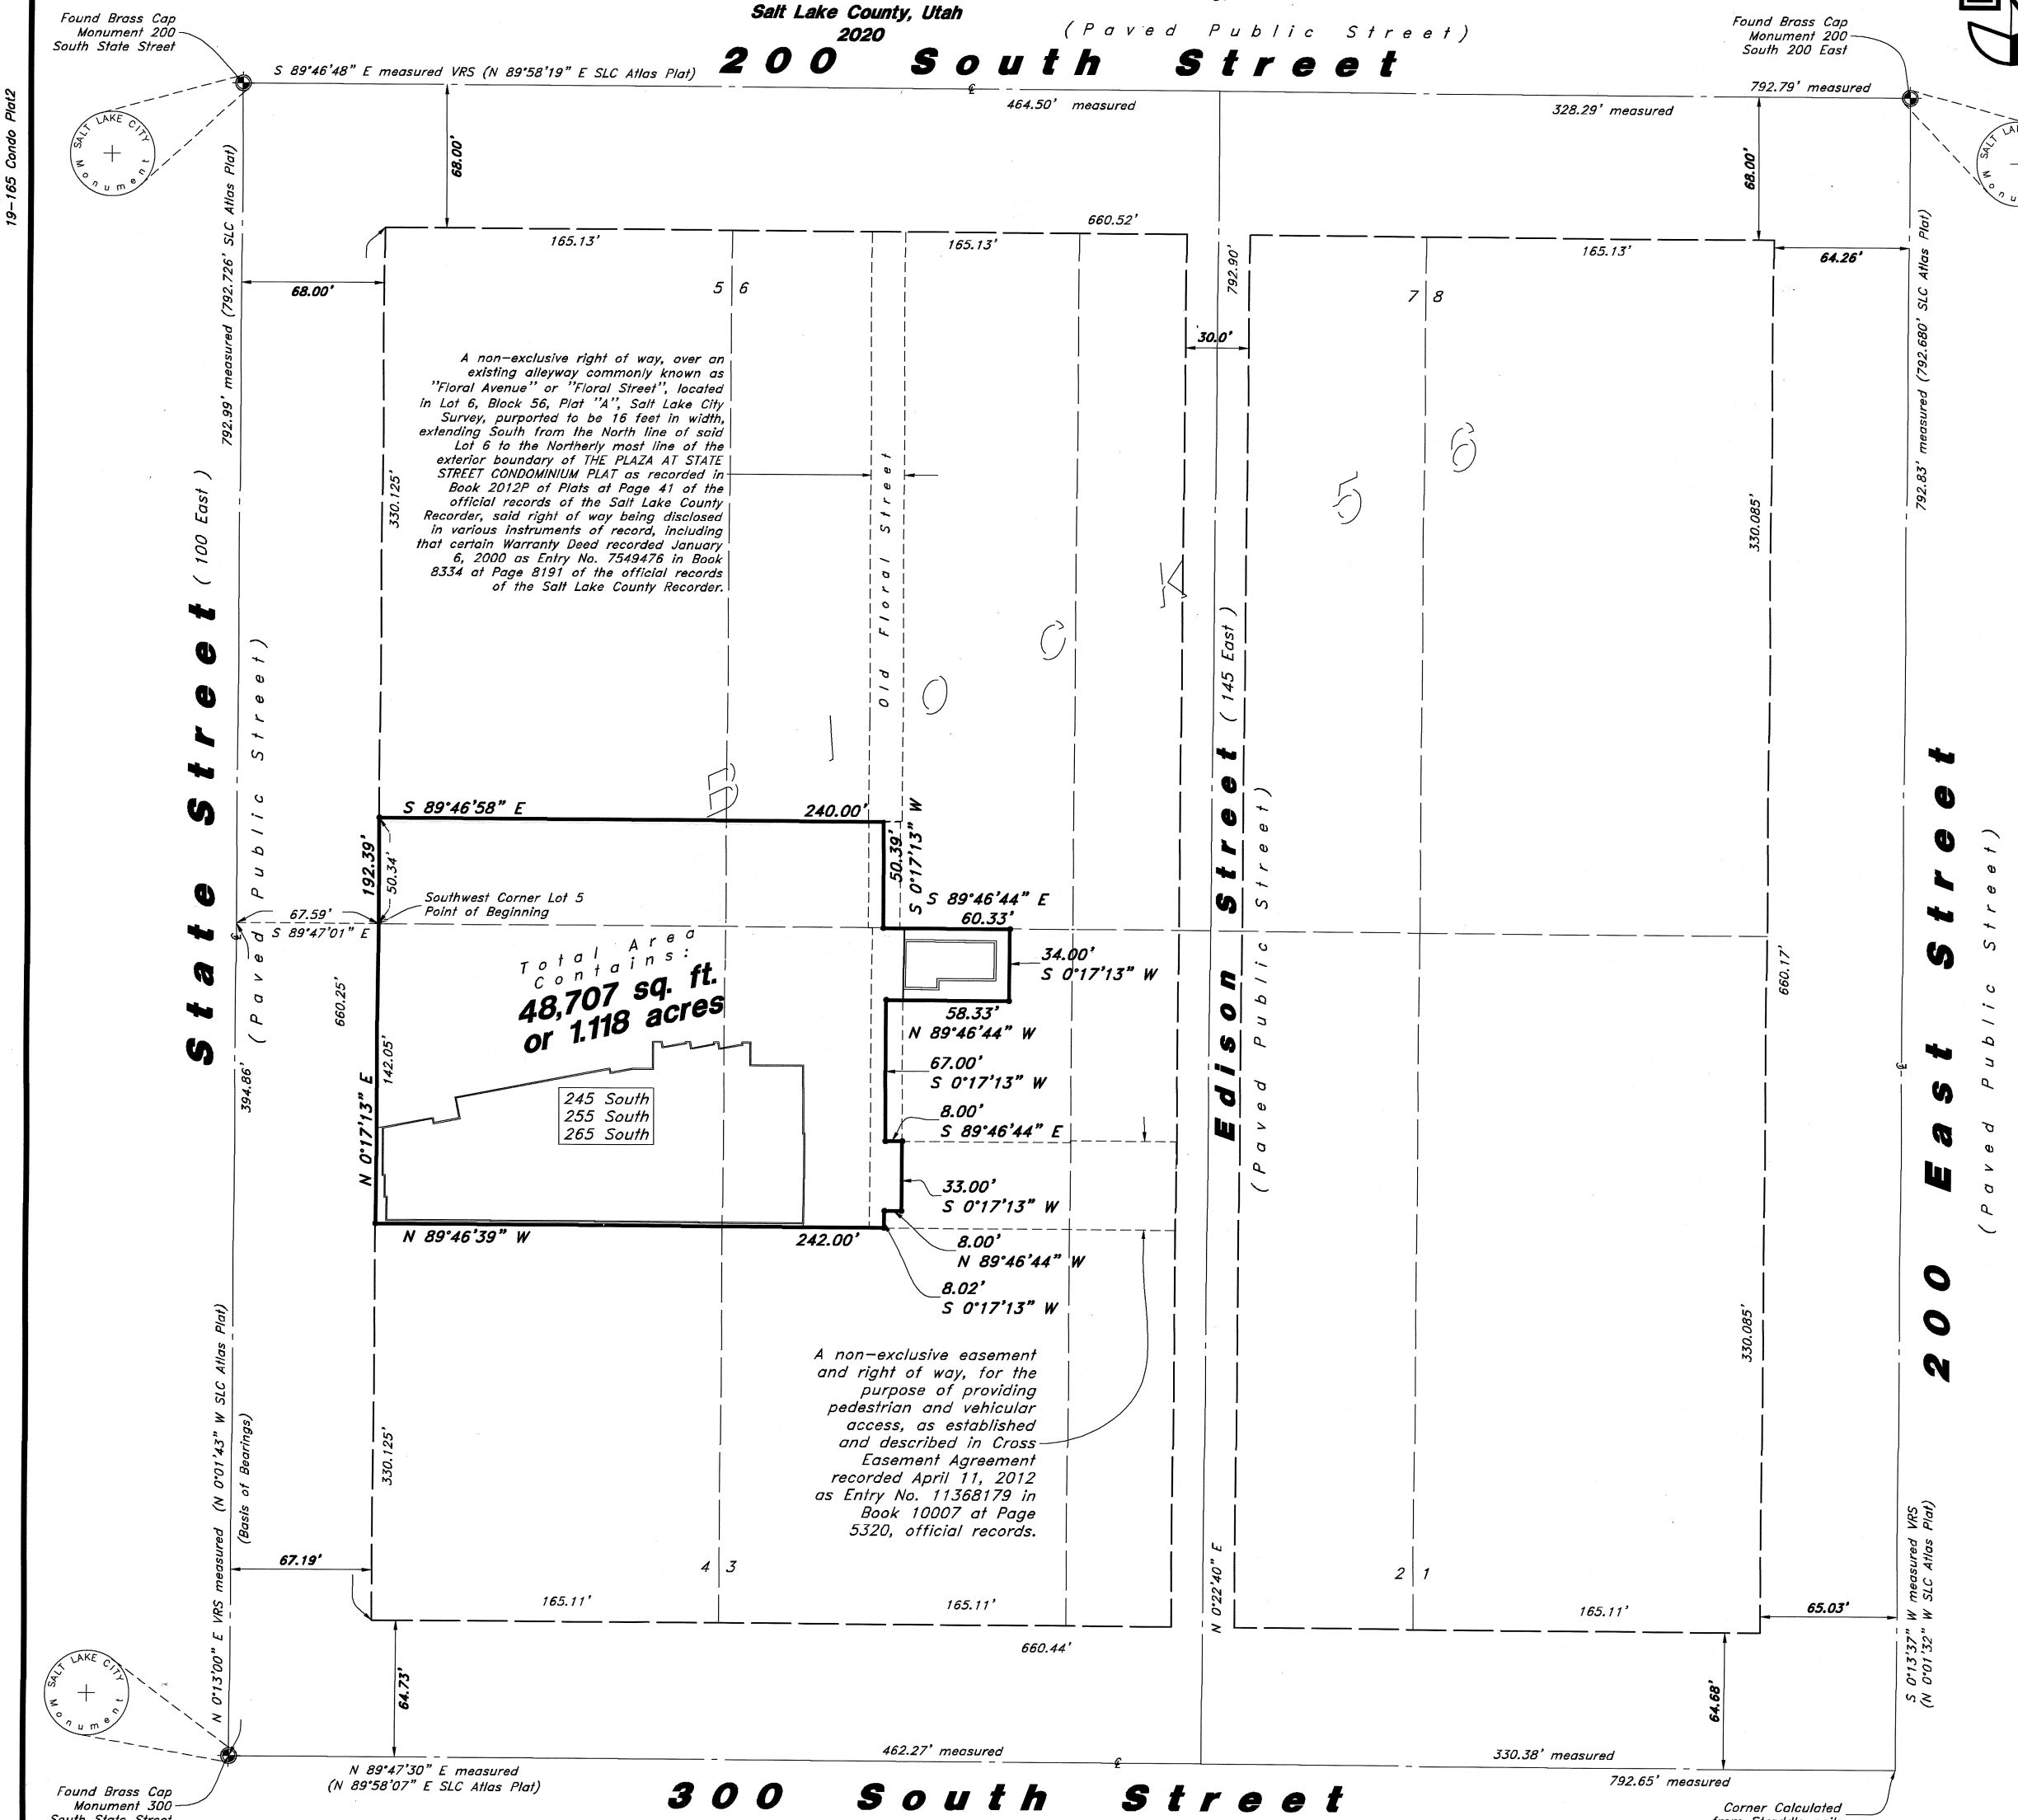 Salt Lake County, Utah
2020
( Paved Public Street )
200 South Street
Found Brass Cap
Monument 200
South State Street
Found Brass Cap
Monument 200
South 200 East
19-165 Condo Plat2
S 89°46'48" E measured VRS (N 89°58'19" E SLC Atlas Plat)
464.50' measured
792.79' measured
328.29' measured
SALT LAKE CITY
Monument
68.00'
68.00'
660.52'
165.13'
165.13'
165.13'
792.90'
68.00'
64.26'
5 6
7 8
30.0'
792.99' measured (792.726' SLC Atlas Plat)
792.83' measured (792.680' SLC Atlas Plat)
A non-exclusive right of way, over an
existing alleyway commonly known as
"Floral Avenue" or "Floral Street", located
in Lot 6, Block 56, Plat "A", Salt Lake City
Survey, purported to be 16 feet in width,
extending South from the North line of said
Lot 6 to the Northerly most line of the
exterior boundary of THE PLAZA AT STATE
STREET CONDOMINIUM PLAT as recorded in
Book 2012P of Plats at Page 41 of the
official records of the Salt Lake County
Recorder, said right of way being disclosed
in various instruments of record, including
that certain Warranty Deed recorded January
6, 2000 as Entry No. 7549476 in Book
8334 at Page 8191 of the official records
of the Salt Lake County Recorder.
330.125'
330.085'
Old Floral Street
Block 56
State Street ( 100 East )
( Paved Public Street )
Edison Street ( 145 East )
( Paved Public Street )
200 East Street
( Paved Public Street )
S 89°46'58" E
240.00'
192.39'
50.34'
50.39'
S 0°17'13" W
Southwest Corner Lot 5
Point of Beginning
67.59'
S 89°47'01" E
S 89°46'44" E
60.33'
34.00'
S 0°17'13" W
Total Area
Contains:
48,707 sq. ft.
or 1.118 acres
58.33'
N 89°46'44" W
67.00'
S 0°17'13" W
8.00'
S 89°46'44" E
660.25'
660.17'
394.86'
142.05'
N 0°17'13" E
245 South
255 South
265 South
33.00'
S 0°17'13" W
N 89°46'39" W
242.00'
8.00'
N 89°46'44" W
8.02'
S 0°17'13" W
A non-exclusive easement
and right of way, for the
purpose of providing
pedestrian and vehicular
access, as established
and described in Cross
Easement Agreement
recorded April 11, 2012
as Entry No. 11368179 in
Book 10007 at Page
5320, official records.
330.125'
330.085'
N 0°13'00" E VRS measured (N 0°01'43" W SLC Atlas Plat)
(Basis of Bearings)
N 0°22'40" E
S 0°13'37" W measured VRS
(N 0°01'32" W SLC Atlas Plat)
67.19'
4 3
2 1
165.11'
165.11'
165.11'
65.03'
660.44'
64.73'
64.68'
SALT LAKE CITY
Monument
462.27' measured
330.38' measured
N 89°47'30" E measured
(N 89°58'07" E SLC Atlas Plat)
792.65' measured
300 South Street
Found Brass Cap
Monument 300
South State Street
Corner Calculated